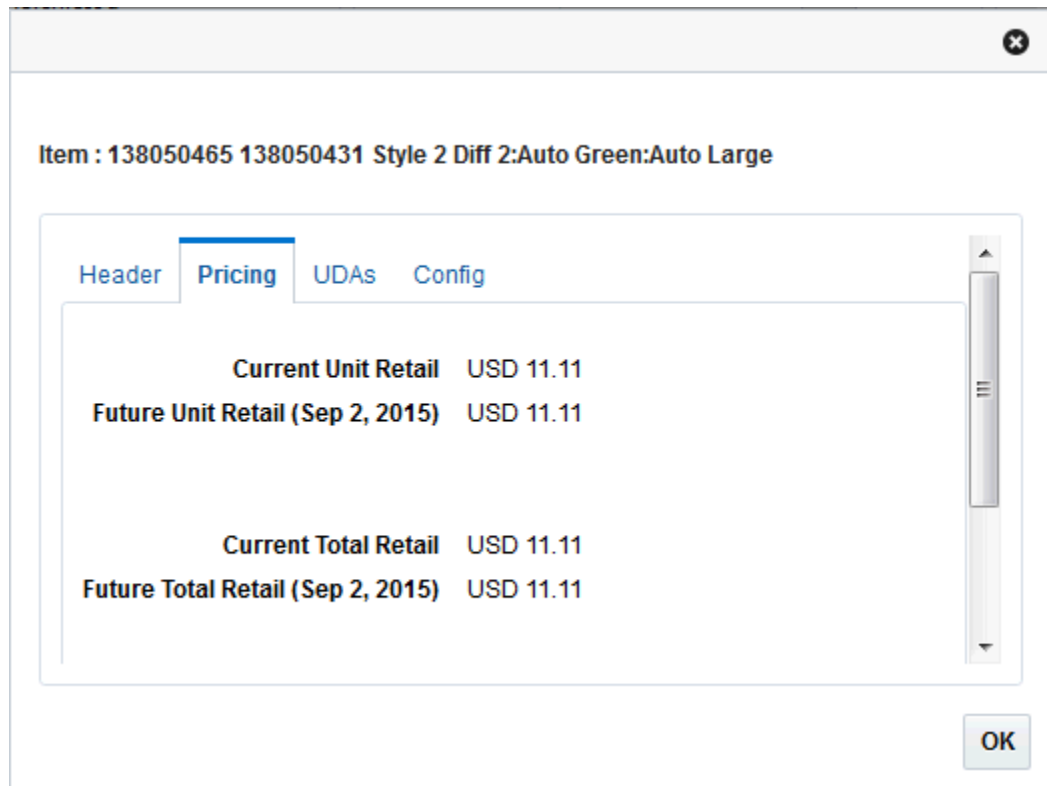 Item : 138050465 138050431 Style 2 Diff 2:Auto Green:Auto Large
Header Pricing UDAs Config
Current Unit Retail USD 11.11
Future Unit Retail (Sep 2, 2015) USD 11.11
Current Total Retail USD 11.11
Future Total Retail (Sep 2, 2015) USD 11.11
OK